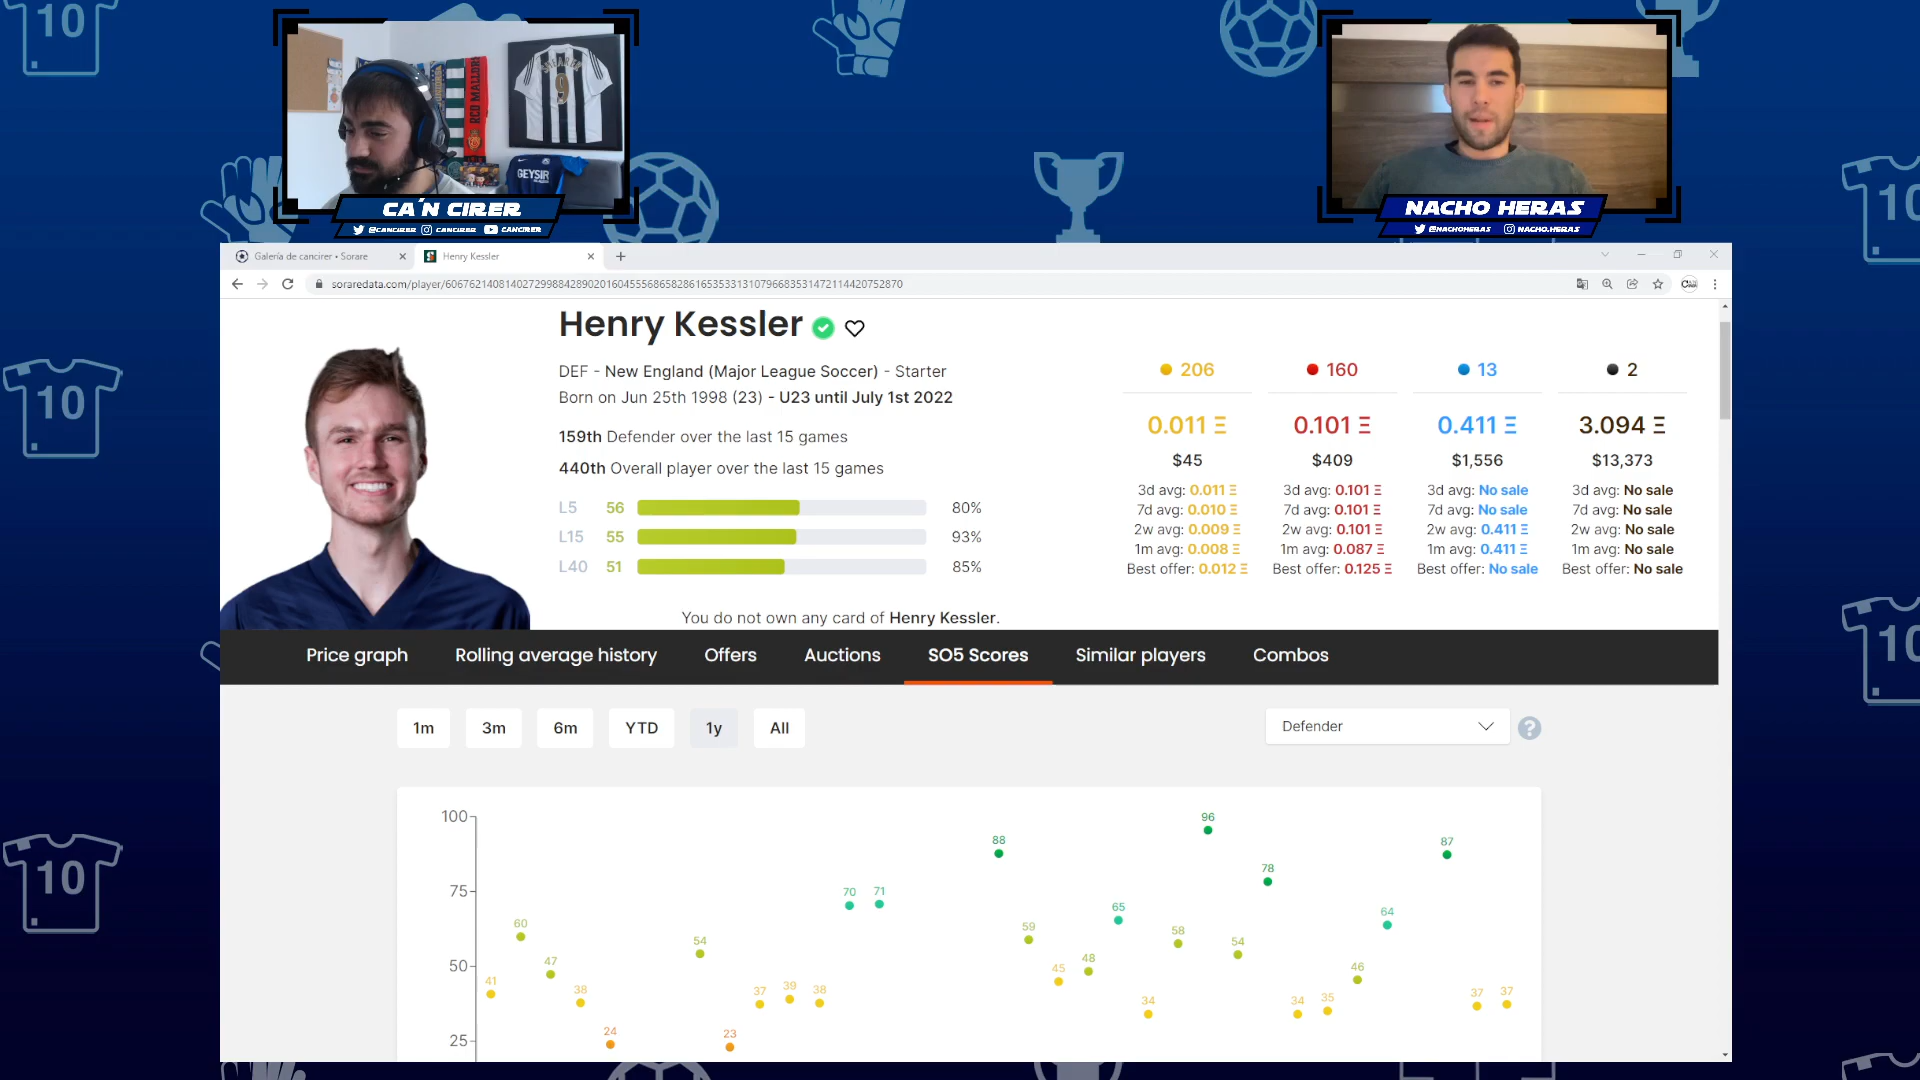 10
SHEARER
9
RED MALLORCA
GEYSIR
CA´N CIRER
@CANCIRER CANCIRER CANCIRER
NACHO HERAS
@NACHOHERAS NACHO.HERAS
Galería de cancirer • Sorare
Henry Kessler
soraredata.com/player/60676214081402729988428902016045556865828616535331310796683531472114420752870
Henry Kessler
DEF - New England (Major League Soccer) - Starter
Born on Jun 25th 1998 (23) - U23 until July 1st 2022
159th Defender over the last 15 games
440th Overall player over the last 15 games
L5 56 80%
L15 55 93%
L40 51 85%
You do not own any card of Henry Kessler.
206 160 13 2
0.011 Ξ 0.101 Ξ 0.411 Ξ 3.094 Ξ
$45 $409 $1,556 $13,373
3d avg: 0.011 Ξ 3d avg: 0.101 Ξ 3d avg: No sale 3d avg: No sale
7d avg: 0.010 Ξ 7d avg: 0.101 Ξ 7d avg: No sale 7d avg: No sale
2w avg: 0.009 Ξ 2w avg: 0.101 Ξ 2w avg: 0.411 Ξ 2w avg: No sale
1m avg: 0.008 Ξ 1m avg: 0.087 Ξ 1m avg: 0.411 Ξ 1m avg: No sale
Best offer: 0.012 Ξ Best offer: 0.125 Ξ Best offer: No sale Best offer: No sale
Price graph Rolling average history Offers Auctions SO5 Scores Similar players Combos
1m 3m 6m YTD 1y All Defender ?
100
75
50
25
41 60 47 38 24 54 23 37 39 38 70 71 88 59 45 48 65 34 58 96 54 78 34 35 46 64 87 37 37
10
10
10
10
10